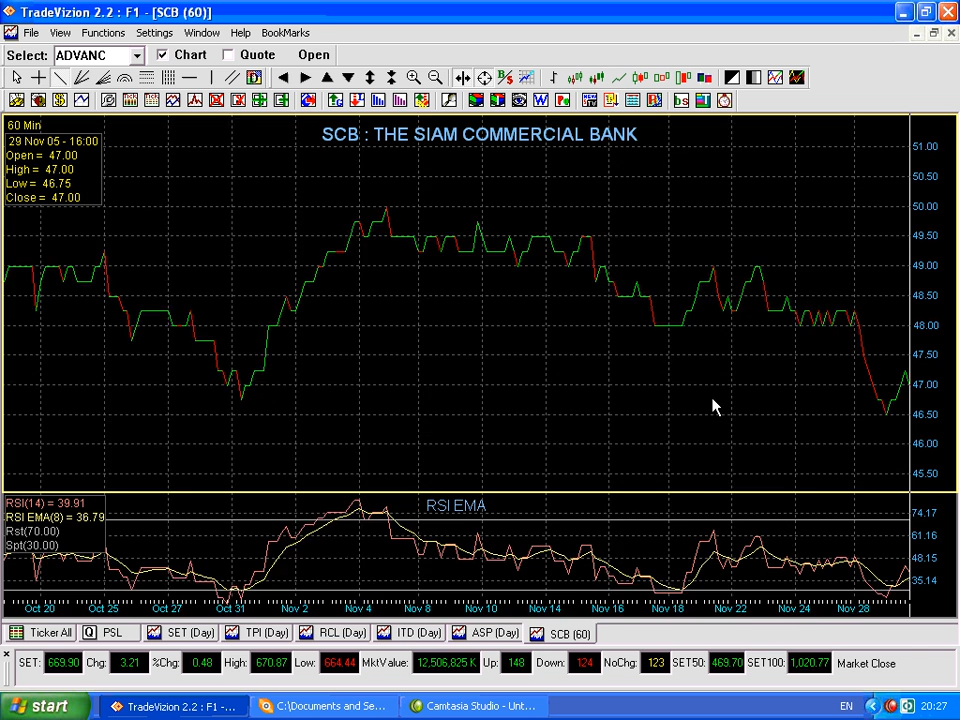 TradeVizion 2.2 : F1 - [SCB (60)]
File View Functions Settings Window Help BookMarks
Select: ADVANC Chart Quote Open
60 Min
29 Nov 05 - 16:00
Open = 47.00
High = 47.00
Low = 46.75
Close = 47.00
SCB : THE SIAM COMMERCIAL BANK
51.00
50.50
50.00
49.50
49.00
48.50
48.00
47.50
47.00
46.50
46.00
45.50
RSI(14) = 39.91
RSI EMA(8) = 36.79
Rst(70.00)
Spt(30.00)
RSI EMA
74.17
61.16
48.15
35.14
Oct 20 Oct 25 Oct 27 Oct 31 Nov 2 Nov 4 Nov 8 Nov 10 Nov 14 Nov 16 Nov 18 Nov 22 Nov 24 Nov 28
Ticker All PSL SET (Day) TPI (Day) RCL (Day) ITD (Day) ASP (Day) SCB (60)
SET: 669.90 Chg: 3.21 %Chg: 0.48 High: 670.87 Low: 664.44 MktValue: 12,506,825 K Up: 148 Down: 124 NoChg: 123 SET50: 469.70 SET100: 1,020.77 Market Close
start TradeVizion 2.2 : F1 -... C:\Documents and Se... Camtasia Studio - Unt... EN 20:27